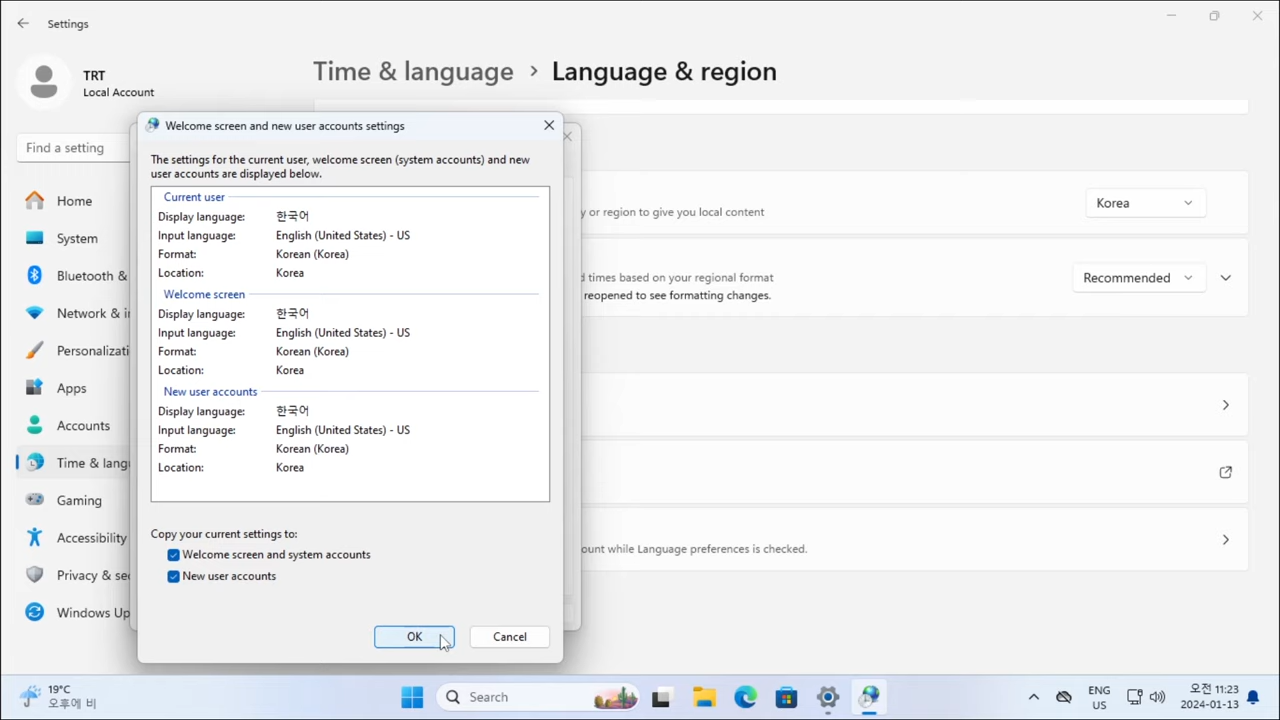 Settings
TRT
Local Account
Time & language > Language & region
Find a setting
Home
System
Bluetooth &
Network & i
Personalizati
Apps
Accounts
Time & lang
Gaming
Accessibility
Privacy & se
Windows Up
Welcome screen and new user accounts settings
The settings for the current user, welcome screen (system accounts) and new
user accounts are displayed below.
Current user
Display language: 한국어
Input language: English (United States) - US
Format: Korean (Korea)
Location: Korea
Welcome screen
Display language: 한국어
Input language: English (United States) - US
Format: Korean (Korea)
Location: Korea
New user accounts
Display language: 한국어
Input language: English (United States) - US
Format: Korean (Korea)
Location: Korea
Copy your current settings to:
Welcome screen and system accounts
New user accounts
OK
Cancel
y or region to give you local content
Korea
d times based on your regional format
reopened to see formatting changes.
Recommended
ount while Language preferences is checked.
19°C
오후에 비
Search
ENG
US
오전 11:23
2024-01-13